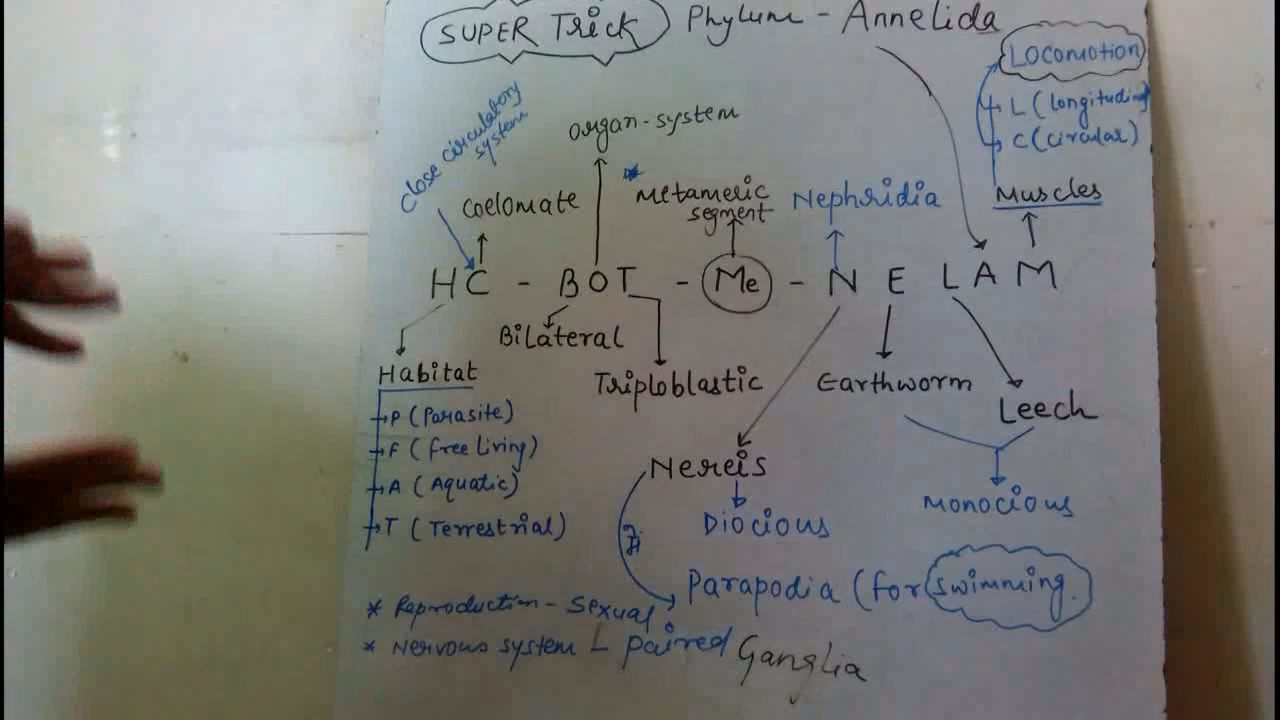 SUPER Trick Phylum - Annelida
Locomotion
L (longitudinal)
C (Circular)
Muscles
close circulatory
system
organ-system
Coelomate
Metameric
segment
Nephridia
HC - BOT - Me - N E L A M
Bilateral
Habitat
P (Parasite)
F (free Living)
A (Aquatic)
T (Terrestrial)
Triploblastic
Earthworm
Leech
Nereis
Diocious
Monocious
में
Parapodia (for swimming)
* Reproduction - Sexual
* Nervous system L paired Ganglia